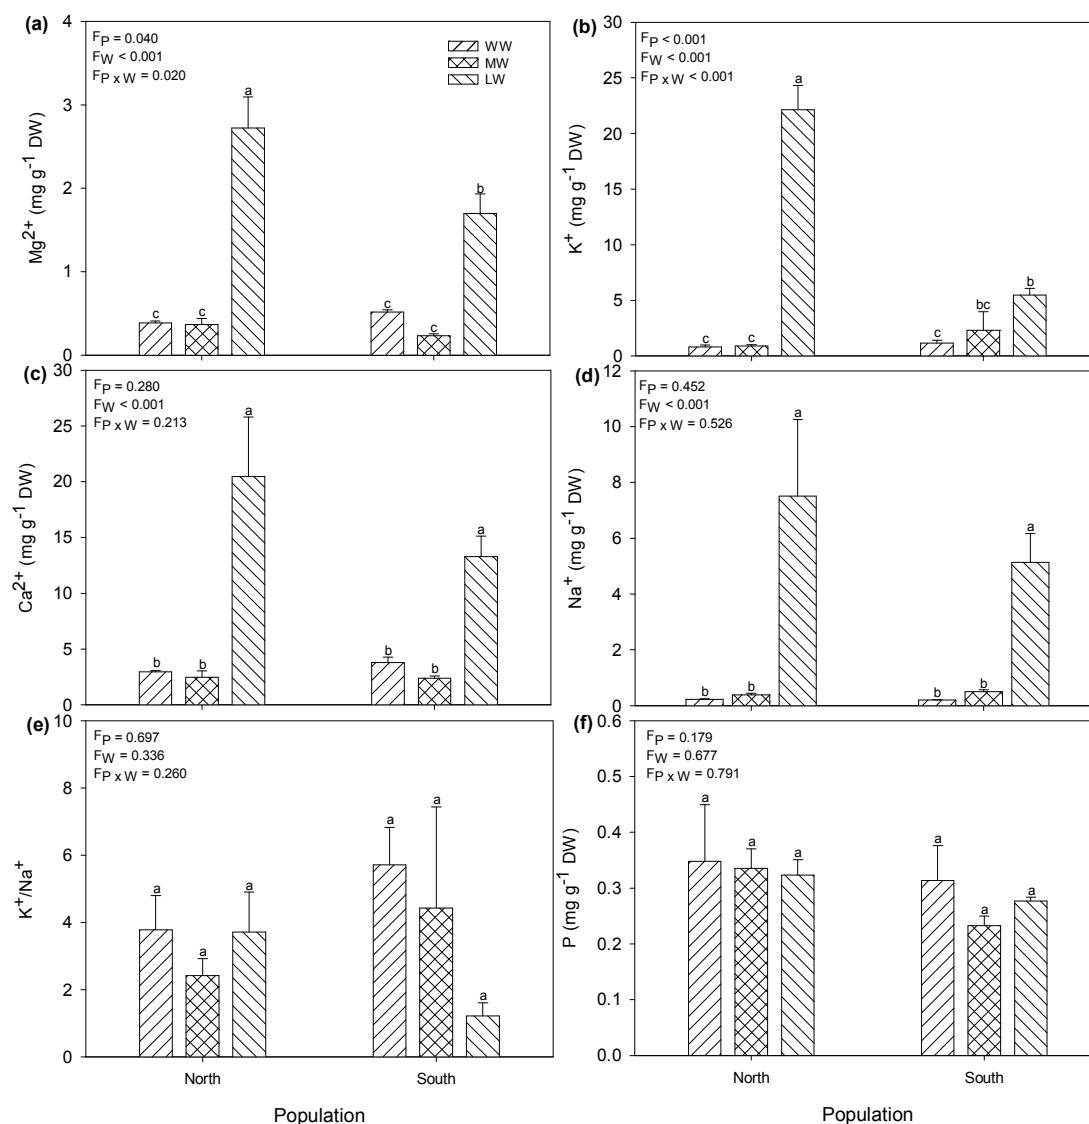 (a)
F_P = 0.040
F_W < 0.001
F_P x W = 0.020
WW
MW
LW
4
3
2
1
0
Mg²⁺ (mg g⁻¹ DW)
c
c
a
c
c
b
(b)
F_P < 0.001
F_W < 0.001
F_P x W < 0.001
30
25
20
15
10
5
0
K⁺ (mg g⁻¹ DW)
c
c
a
c
bc
b
(c)
F_P = 0.280
F_W < 0.001
F_P x W = 0.213
30
25
20
15
10
5
0
Ca²⁺ (mg g⁻¹ DW)
b
b
a
b
b
a
(d)
F_P = 0.452
F_W < 0.001
F_P x W = 0.526
12
10
8
6
4
2
0
Na⁺ (mg g⁻¹ DW)
b
b
a
b
b
a
(e)
F_P = 0.697
F_W = 0.336
F_P x W = 0.260
10
8
6
4
2
0
K⁺/Na⁺
a
a
a
a
a
a
North
South
Population
(f)
F_P = 0.179
F_W = 0.677
F_P x W = 0.791
0.6
0.5
0.4
0.3
0.2
0.1
0.0
P (mg g⁻¹ DW)
a
a
a
a
a
a
North
South
Population